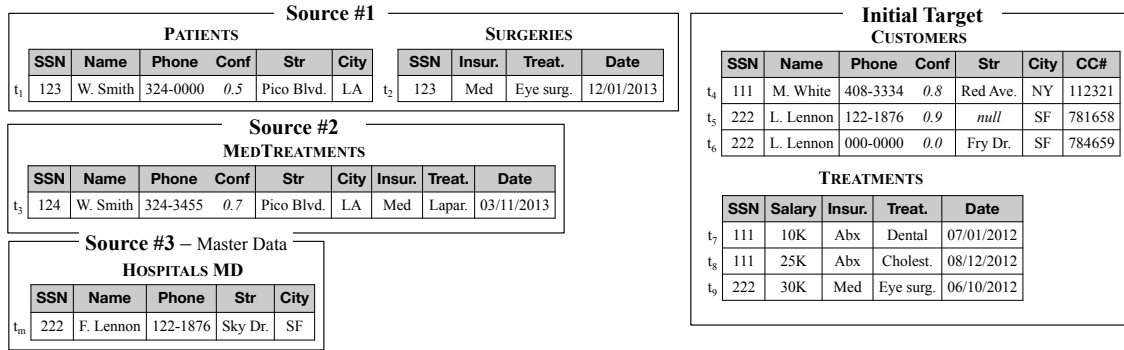 Source #1
PATIENTS
SSN Name Phone Conf Str City
t1 123 W. Smith 324-0000 0.5 Pico Blvd. LA
SURGERIES
SSN Insur. Treat. Date
t2 123 Med Eye surg. 12/01/2013
Source #2
MEDTREATMENTS
SSN Name Phone Conf Str City Insur. Treat. Date
t3 124 W. Smith 324-3455 0.7 Pico Blvd. LA Med Lapar. 03/11/2013
Source #3 – Master Data
HOSPITALS MD
SSN Name Phone Str City
tm 222 F. Lennon 122-1876 Sky Dr. SF
Initial Target
CUSTOMERS
SSN Name Phone Conf Str City CC#
t4 111 M. White 408-3334 0.8 Red Ave. NY 112321
t5 222 L. Lennon 122-1876 0.9 null SF 781658
t6 222 L. Lennon 000-0000 0.0 Fry Dr. SF 784659
TREATMENTS
SSN Salary Insur. Treat. Date
t7 111 10K Abx Dental 07/01/2012
t8 111 25K Abx Cholest. 08/12/2012
t9 222 30K Med Eye surg. 06/10/2012